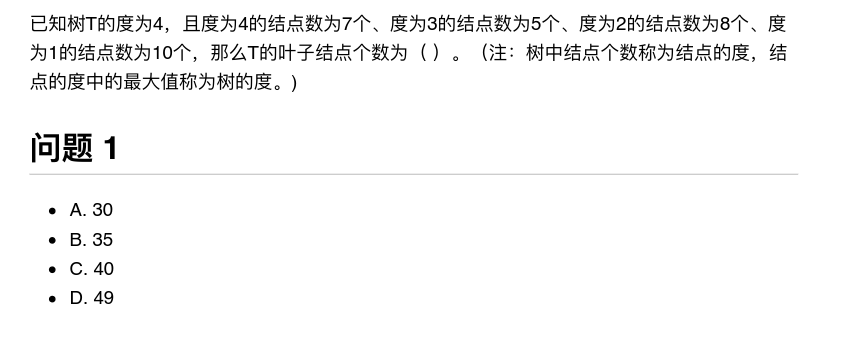 已知树T的度为4，且度为4的结点数为7个、度为3的结点数为5个、度为2的结点数为8个、度
为1的结点数为10个，那么T的叶子结点个数为（ ）。（注：树中结点个数称为结点的度，结
点的度中的最大值称为树的度。)
问题 1
• A. 30
• B. 35
• C. 40
• D. 49